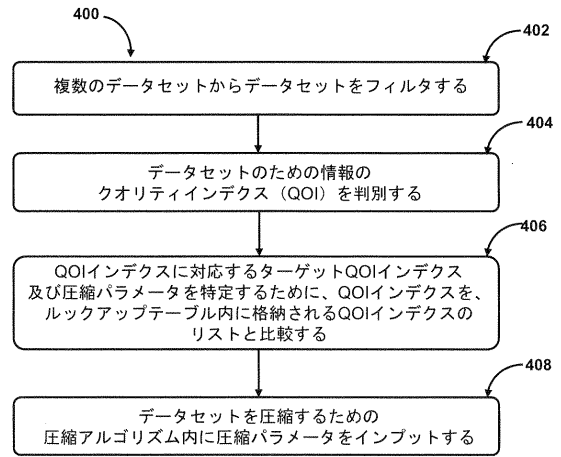 400
402
複数のデータセットからデータセットをフィルタする
404
データセットのための情報の
クオリティインデクス（QOI）を判別する
406
QOIインデクスに対応するターゲットQOIインデクス
及び圧縮パラメータを特定するために、QOIインデクスを、
ルックアップテーブル内に格納されるQOIインデクスの
リストと比較する
408
データセットを圧縮するための
圧縮アルゴリズム内に圧縮パラメータをインプットする